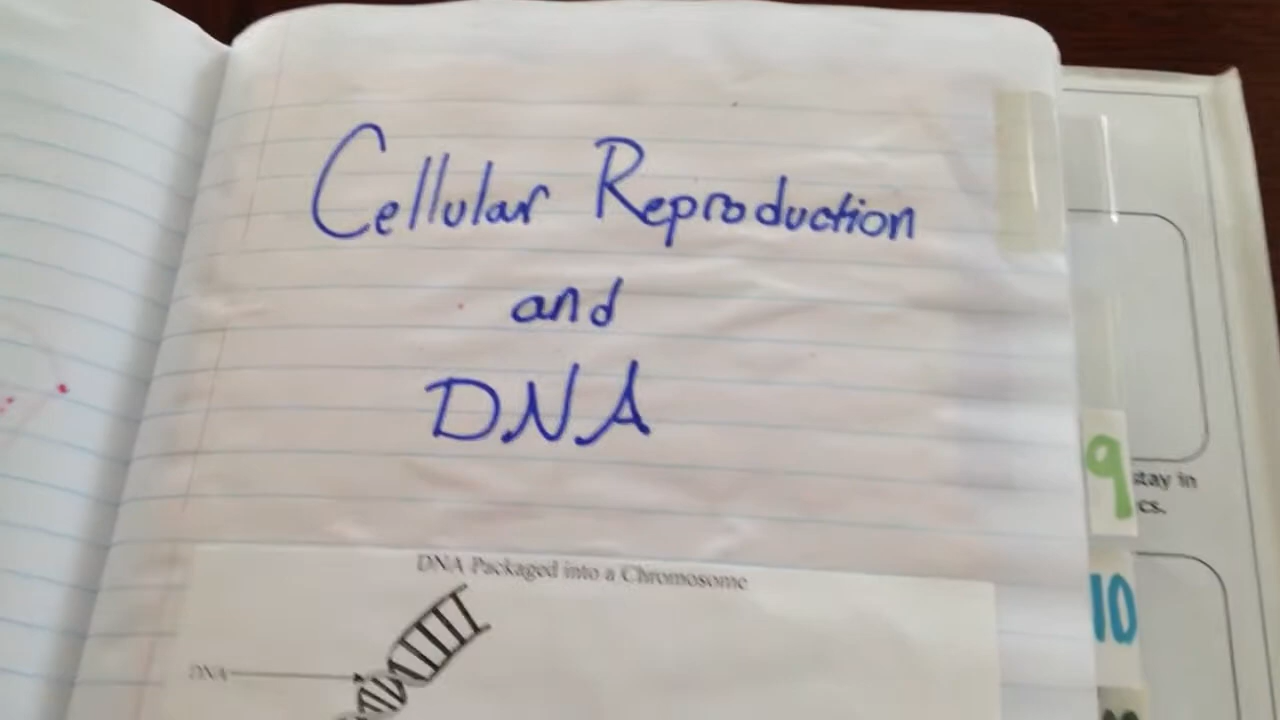 Cellular Reproduction
and
DNA
DNA Packaged into a Chromosome
DNA
9
stay in
cs.
10